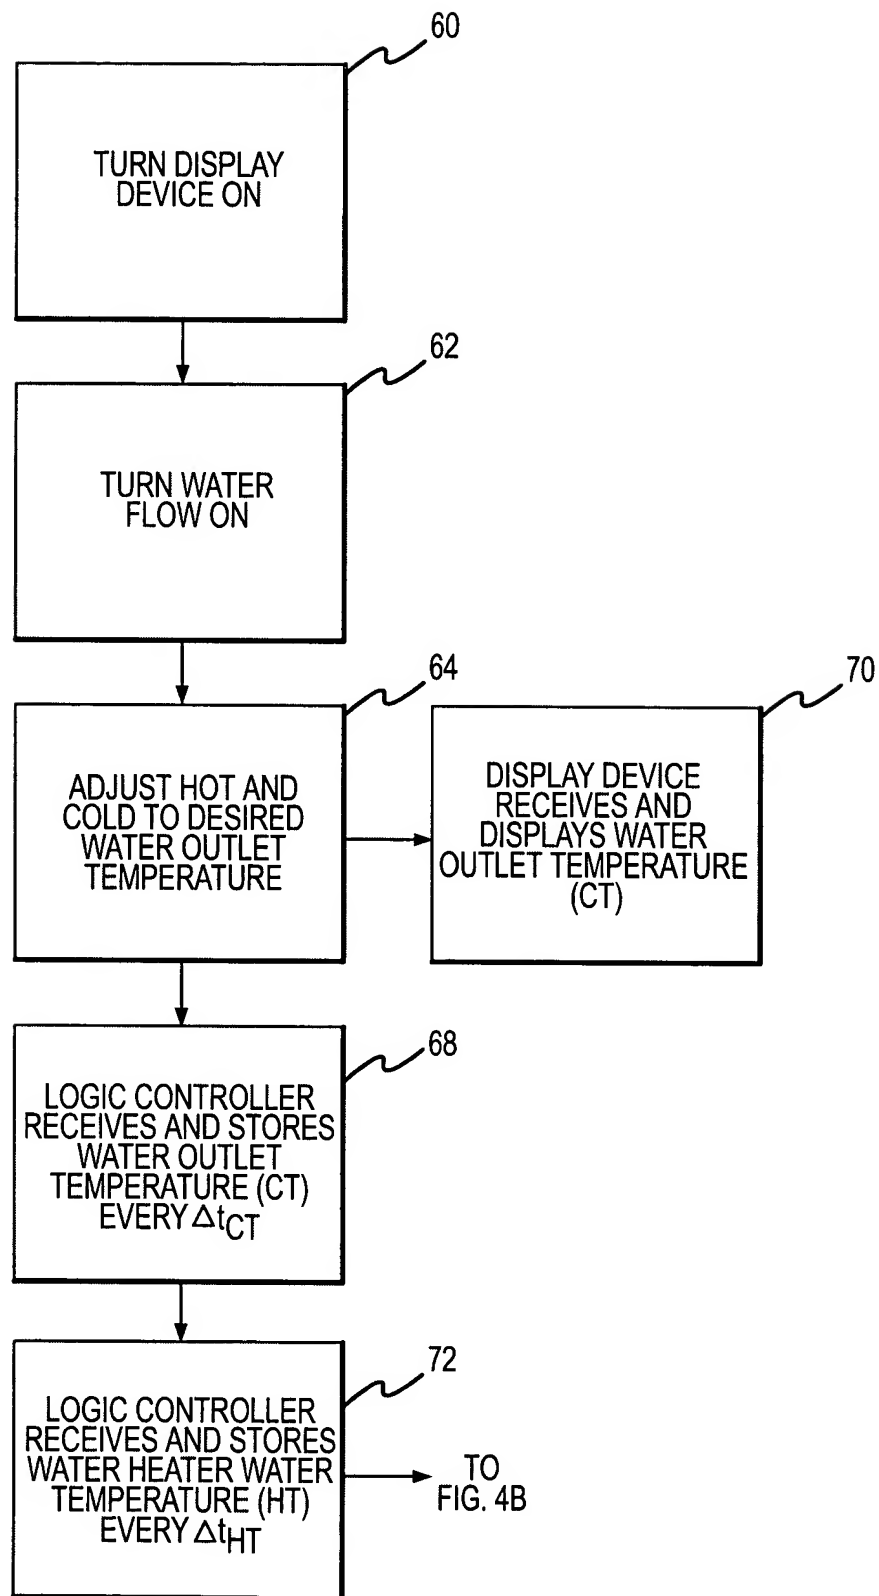 60
TURN DISPLAY
DEVICE ON
62
TURN WATER
FLOW ON
64
ADJUST HOT AND
COLD TO DESIRED
WATER OUTLET
TEMPERATURE
70
DISPLAY DEVICE
RECEIVES AND
DISPLAYS WATER
OUTLET TEMPERATURE
(CT)
68
LOGIC CONTROLLER
RECEIVES AND STORES
WATER OUTLET
TEMPERATURE (CT)
EVERY ΔtCT
72
LOGIC CONTROLLER
RECEIVES AND STORES
WATER HEATER WATER
TEMPERATURE (HT)
EVERY ΔtHT
TO
FIG. 4B